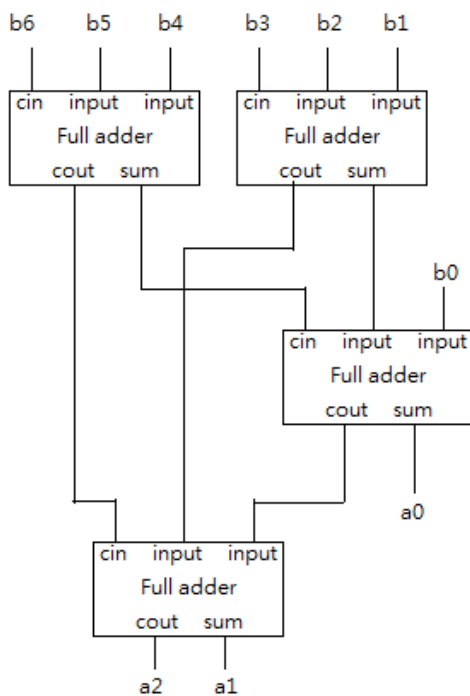 b6 b5 b4 b3 b2 b1
cin input input cin input input
Full adder Full adder
cout sum cout sum
b0
cin input input
Full adder
cout sum
a0
cin input input
Full adder
cout sum
a2 a1